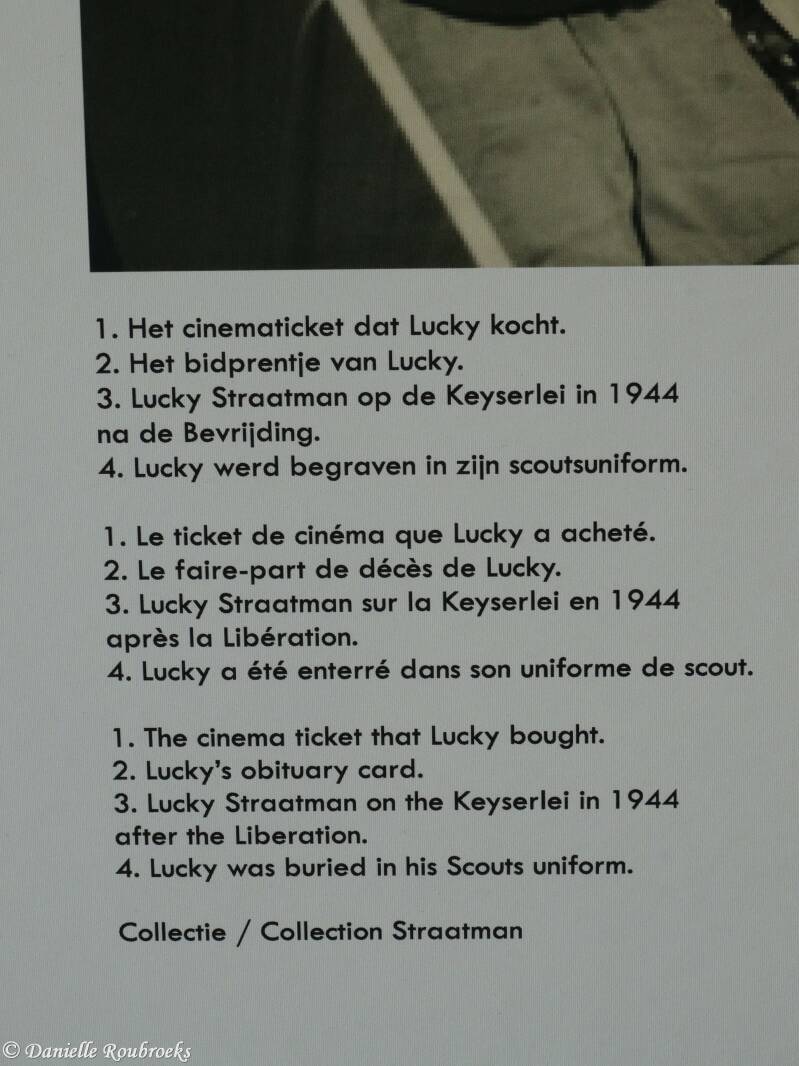 1. Het cinematicket dat Lucky kocht.
2. Het bidprentje van Lucky.
3. Lucky Straatman op de Keyserlei in 1944
na de Bevrijding.
4. Lucky werd begraven in zijn scoutsuniform.
1. Le ticket de cinéma que Lucky a acheté.
2. Le faire-part de décès de Lucky.
3. Lucky Straatman sur la Keyserlei en 1944
après la Libération.
4. Lucky a été enterré dans son uniforme de scout.
1. The cinema ticket that Lucky bought.
2. Lucky's obituary card.
3. Lucky Straatman on the Keyserlei in 1944
after the Liberation.
4. Lucky was buried in his Scouts uniform.
Collectie / Collection Straatman
© Danielle Roubroeks